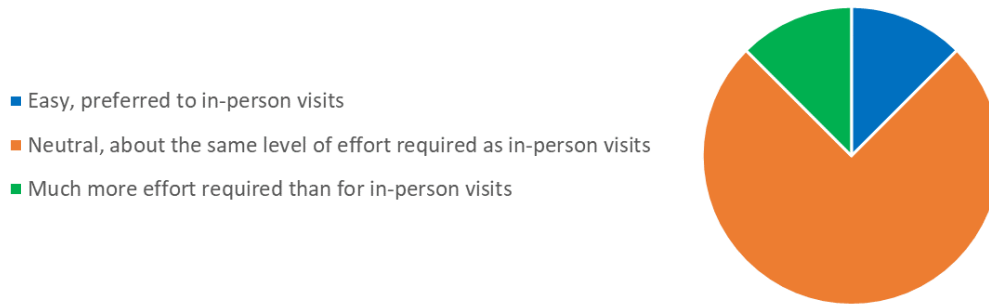 Easy, preferred to in-person visits
Neutral, about the same level of effort required as in-person visits
Much more effort required than for in-person visits